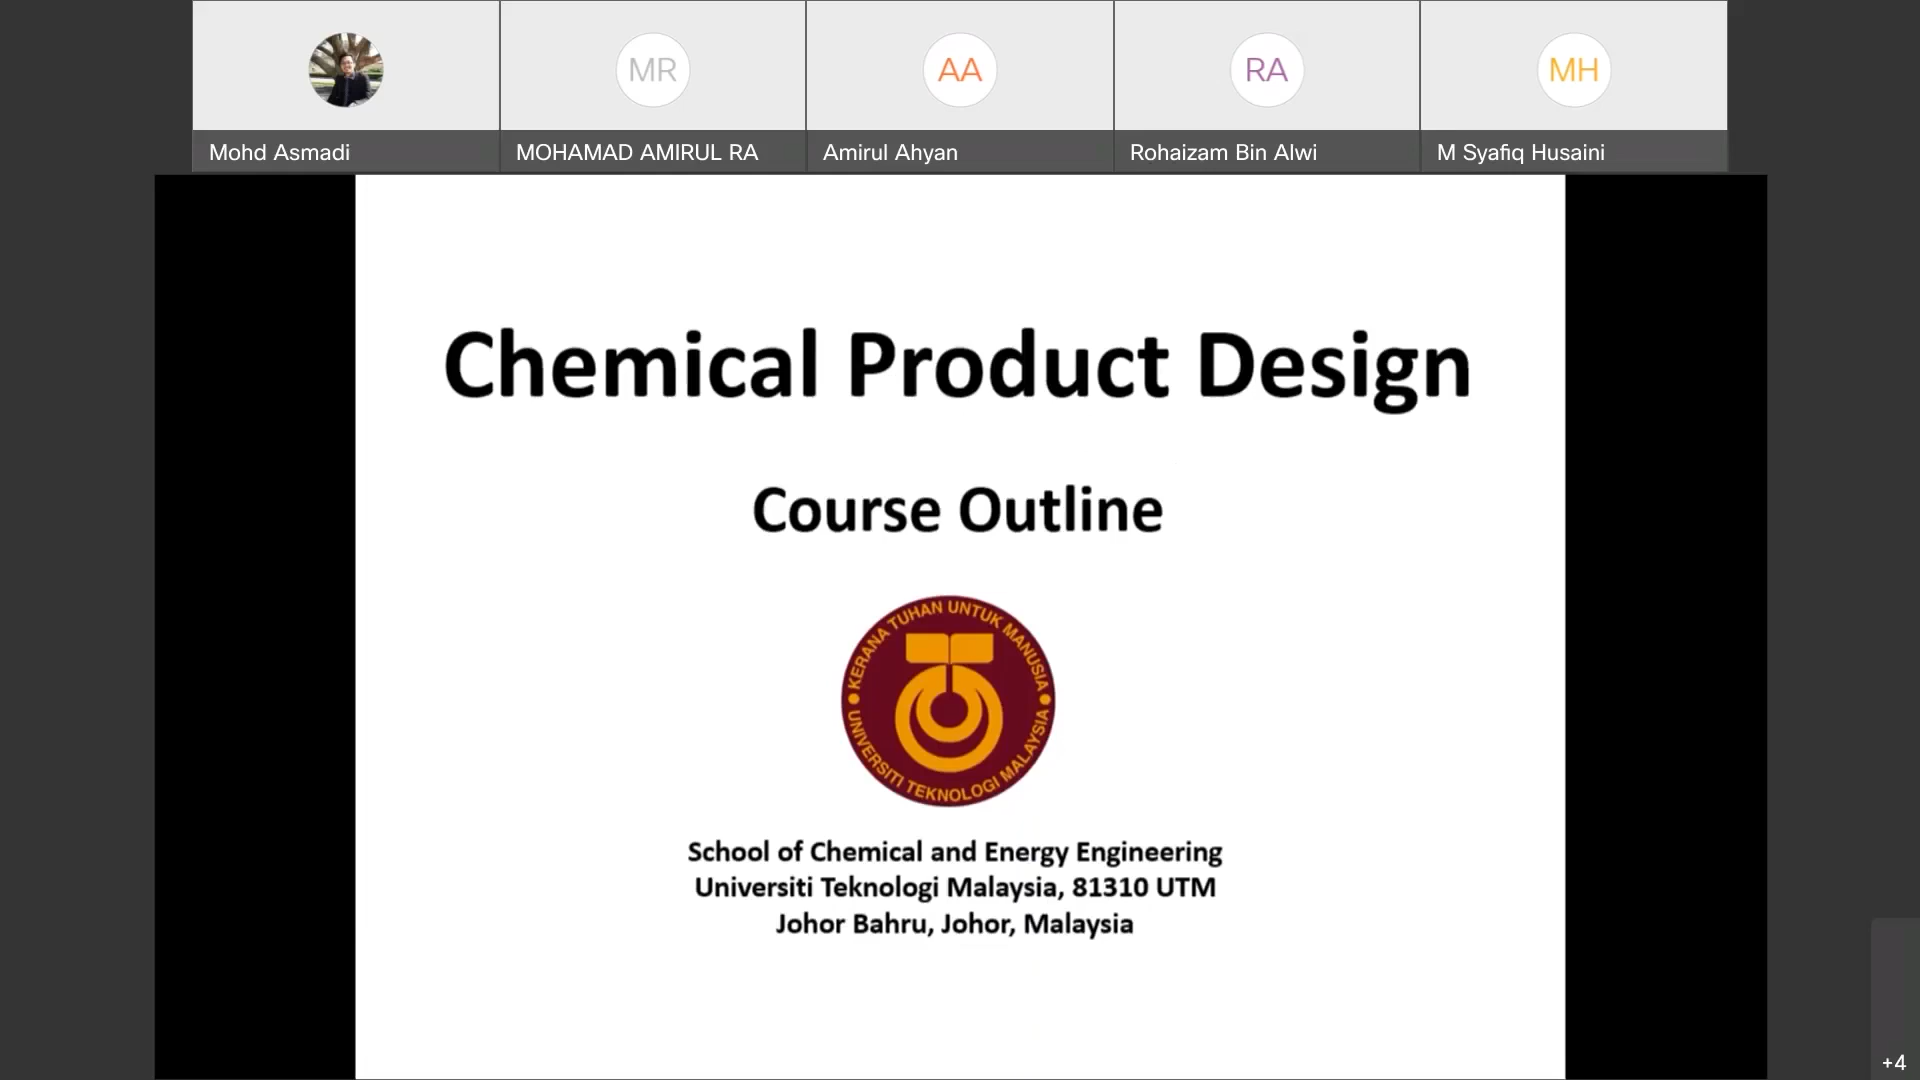 MR
AA
RA
MH
Mohd Asmadi
MOHAMAD AMIRUL RA
Amirul Ahyan
Rohaizam Bin Alwi
M Syafiq Husaini
Chemical Product Design
Course Outline
KERANA TUHAN UNTUK MANUSIA
UNIVERSITI TEKNOLOGI MALAYSIA
School of Chemical and Energy Engineering
Universiti Teknologi Malaysia, 81310 UTM
Johor Bahru, Johor, Malaysia
+4